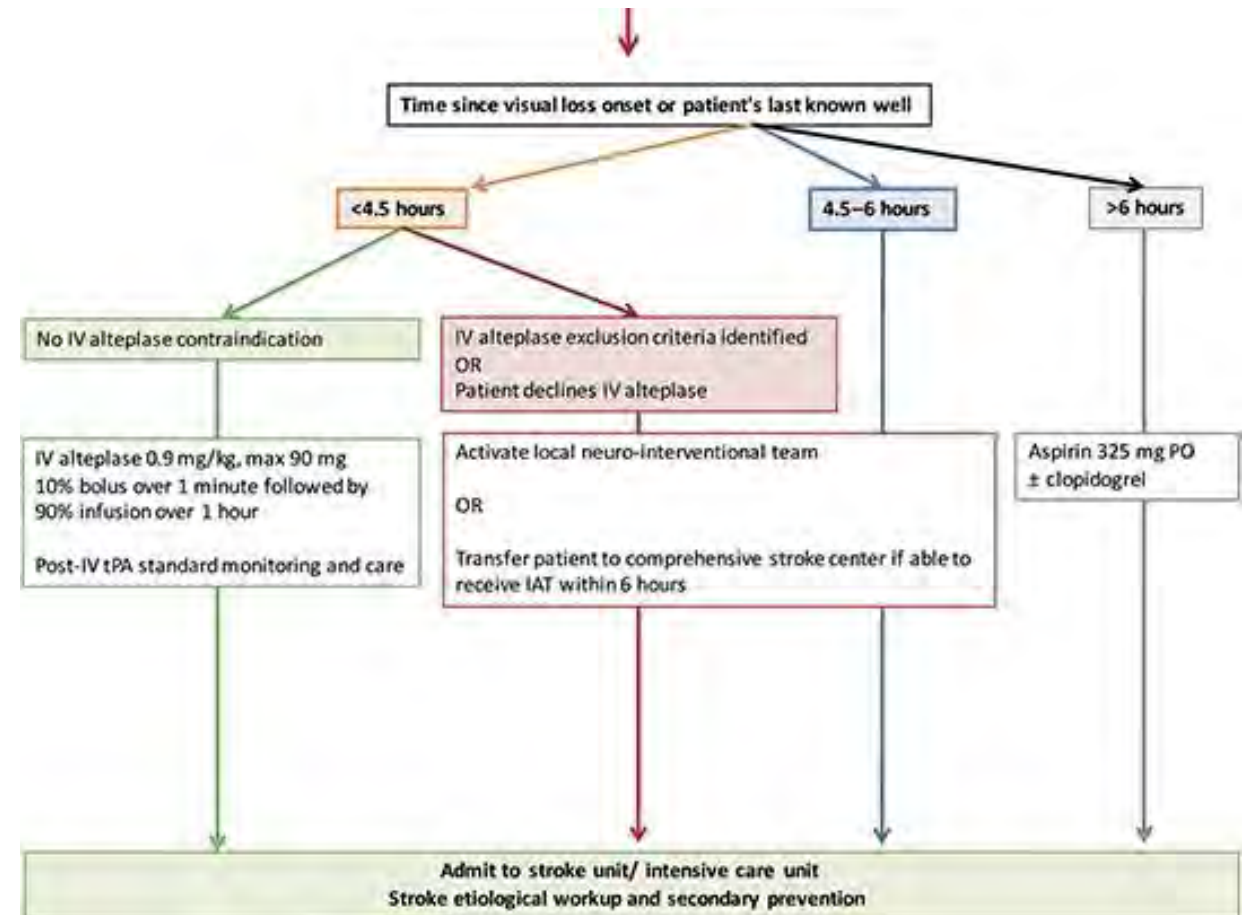 Time since visual loss onset or patient's last known well
<4.5 hours
4.5–6 hours
>6 hours
No IV alteplase contraindication
IV alteplase exclusion criteria identified
OR
Patient declines IV alteplase
IV alteplase 0.9 mg/kg, max 90 mg
10% bolus over 1 minute followed by
90% infusion over 1 hour
Post-IV tPA standard monitoring and care
Activate local neuro-interventional team
OR
Transfer patient to comprehensive stroke center if able to
receive IAT within 6 hours
Aspirin 325 mg PO
± clopidogrel
Admit to stroke unit/ intensive care unit
Stroke etiological workup and secondary prevention